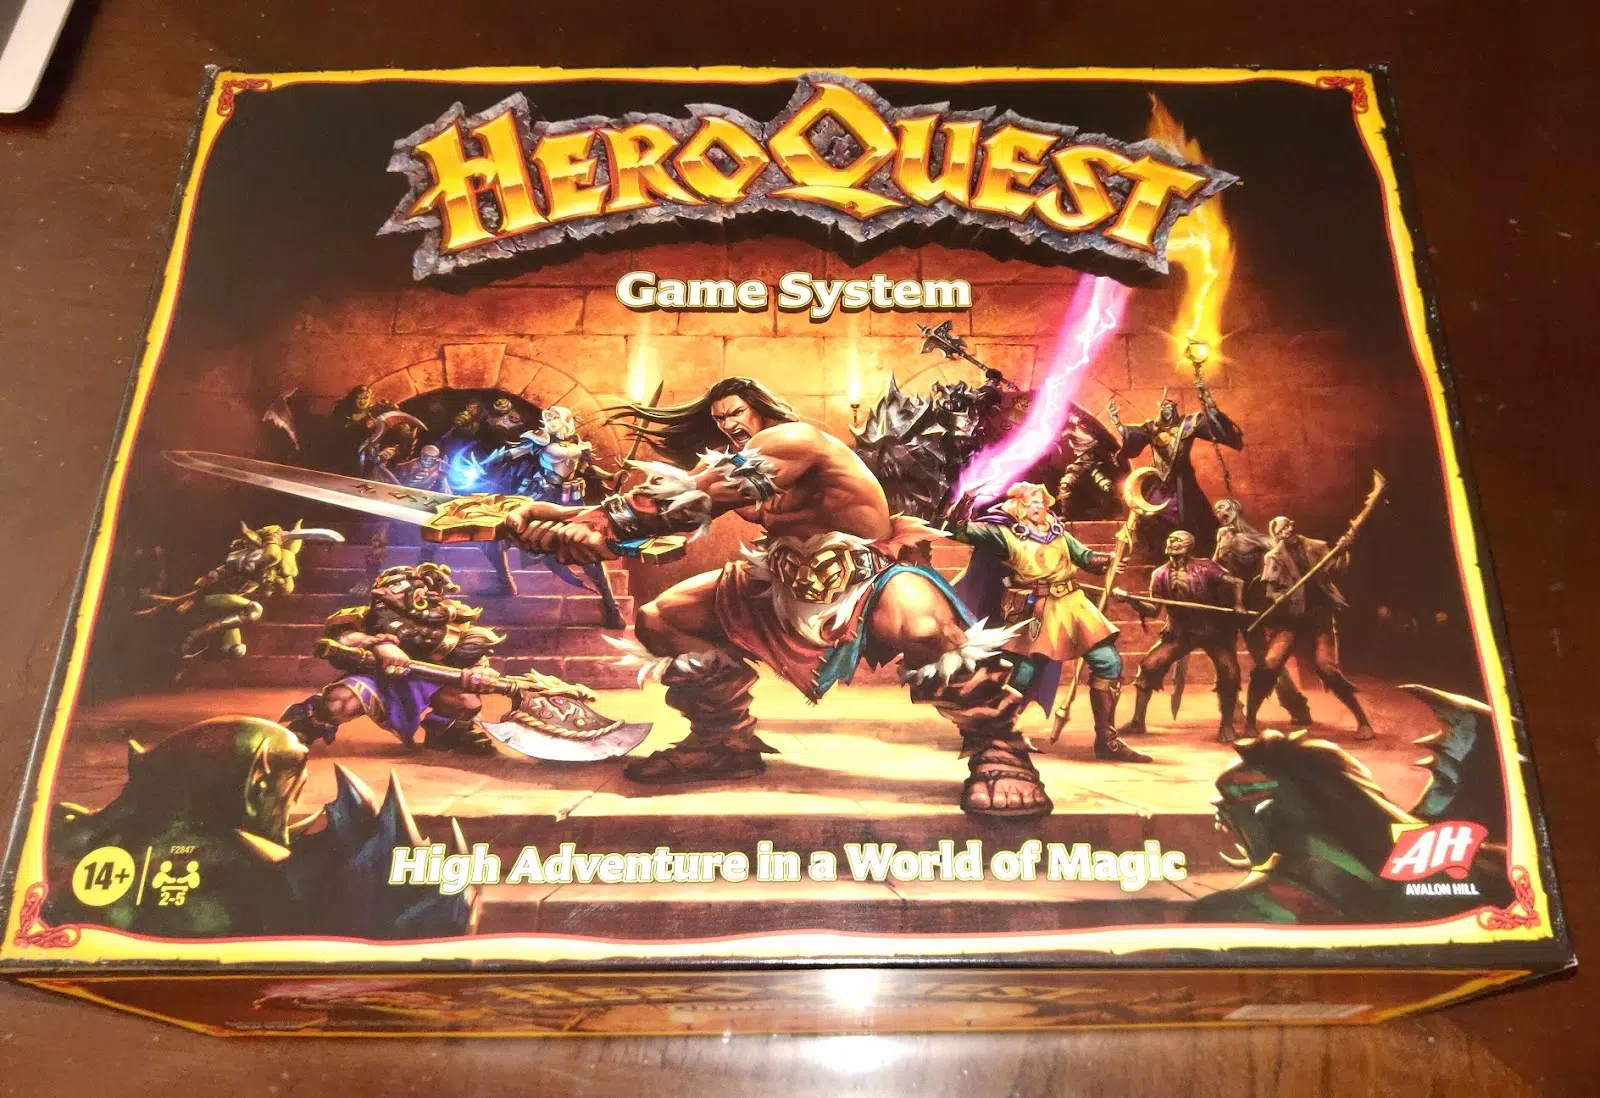 HEROQUEST
Game System
High Adventure in a World of Magic
14+
F2847
2-5
AH
AVALON HILL